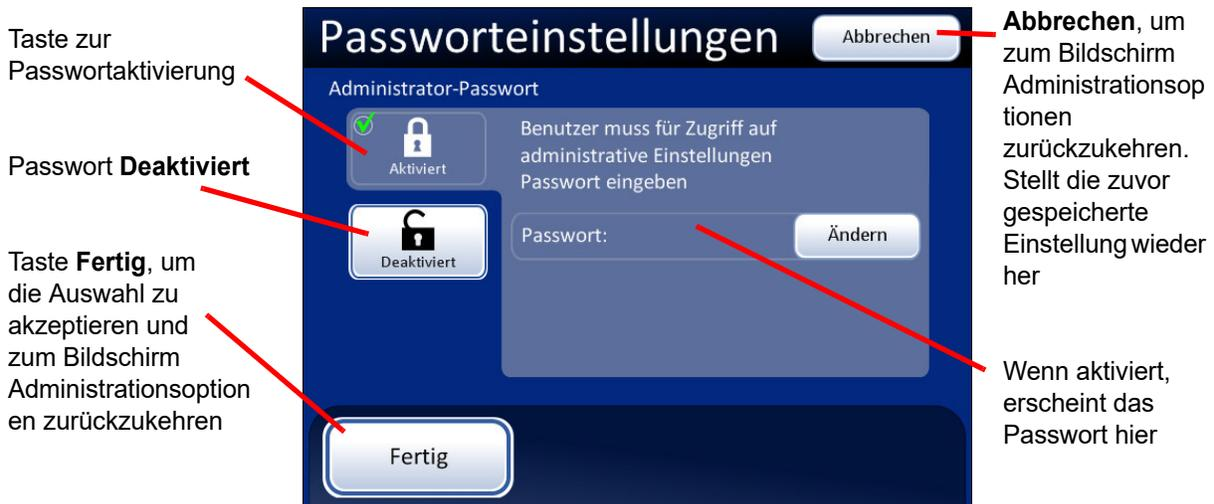 Taste zur
Passwortaktivierung
Passwort Deaktiviert
Taste Fertig, um
die Auswahl zu
akzeptieren und
zum Bildschirm
Administrationsoption
en zurückzukehren
Passworteinstellungen
Abbrechen
Administrator-Passwort
Aktiviert
Benutzer muss für Zugriff auf
administrative Einstellungen
Passwort eingeben
Deaktiviert
Passwort:
Ändern
Fertig
Abbrechen, um
zum Bildschirm
Administrationsop
tionen
zurückzukehren.
Stellt die zuvor
gespeicherte
Einstellung wieder
her
Wenn aktiviert,
erscheint das
Passwort hier